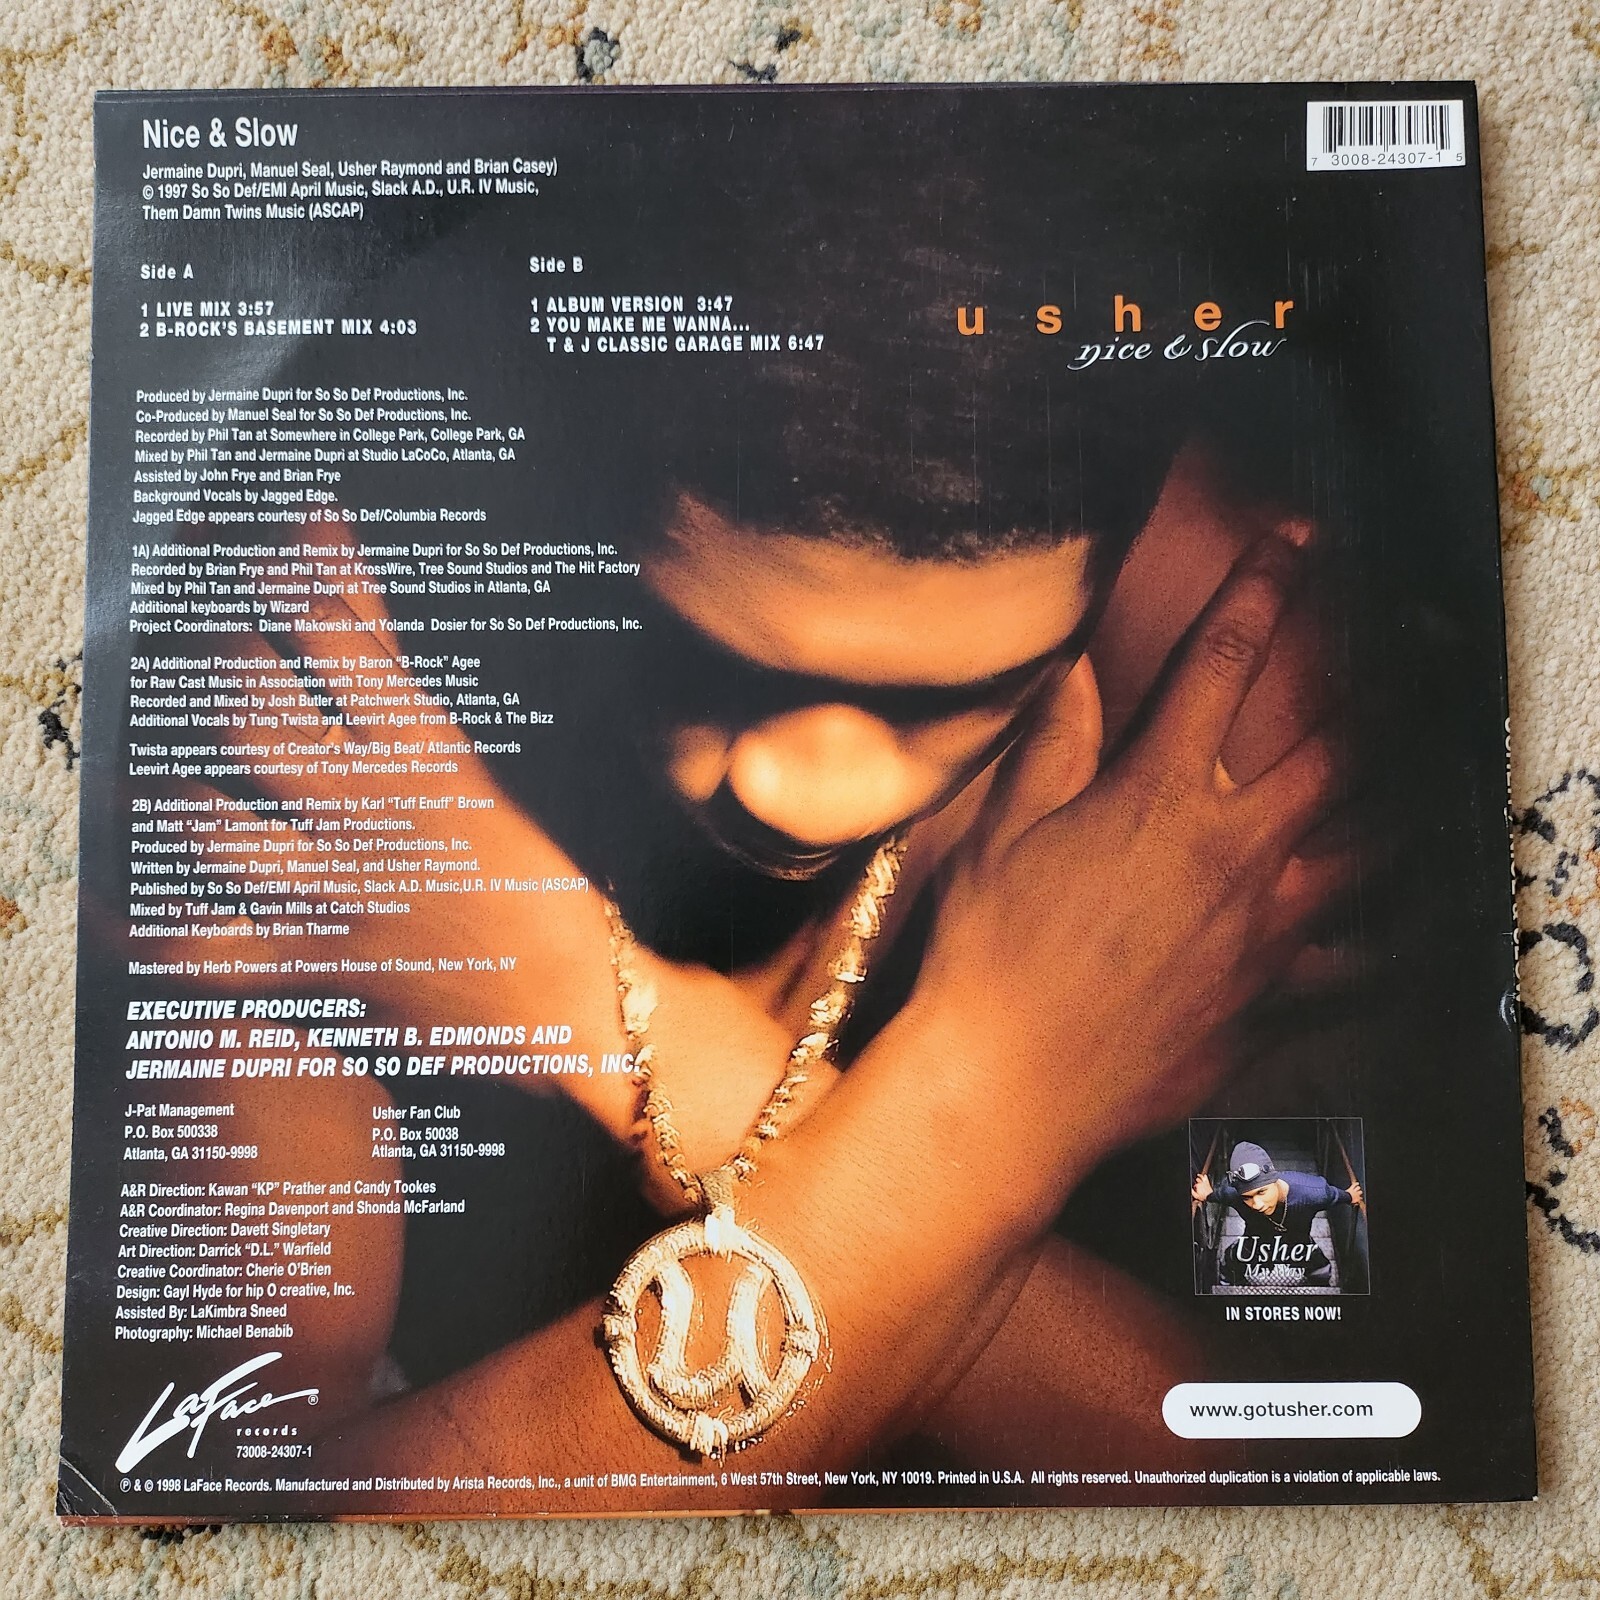 Nice & Slow
Jermaine Dupri, Manuel Seal, Usher Raymond and Brian Casey)
© 1997 So So Def/EMI April Music, Slack A.D., U.R. IV Music,
Them Damn Twins Music (ASCAP)
7 3008-24307-1 5
Side A
1 LIVE MIX 3:57
2 B-ROCK'S BASEMENT MIX 4:03
Side B
1 ALBUM VERSION 3:47
2 YOU MAKE ME WANNA...
T & J CLASSIC GARAGE MIX 6:47
usher
nice & slow
Produced by Jermaine Dupri for So So Def Productions, Inc.
Co-Produced by Manuel Seal for So So Def Productions, Inc.
Recorded by Phil Tan at Somewhere in College Park, College Park, GA
Mixed by Phil Tan and Jermaine Dupri at Studio LaCoCo, Atlanta, GA
Assisted by John Frye and Brian Frye
Background Vocals by Jagged Edge.
Jagged Edge appears courtesy of So So Def/Columbia Records
1A) Additional Production and Remix by Jermaine Dupri for So So Def Productions, Inc.
Recorded by Brian Frye and Phil Tan at KrossWire, Tree Sound Studios and The Hit Factory
Mixed by Phil Tan and Jermaine Dupri at Tree Sound Studios in Atlanta, GA
Additional keyboards by Wizard
Project Coordinators: Diane Makowski and Yolanda Dosier for So So Def Productions, Inc.
2A) Additional Production and Remix by Baron "B-Rock" Agee
for Raw Cast Music in Association with Tony Mercedes Music
Recorded and Mixed by Josh Butler at Patchwerk Studio, Atlanta, GA
Additional Vocals by Tung Twista and Leevirt Agee from B-Rock & The Bizz
Twista appears courtesy of Creator's Way/Big Beat/ Atlantic Records
Leevirt Agee appears courtesy of Tony Mercedes Records
2B) Additional Production and Remix by Karl "Tuff Enuff" Brown
and Matt "Jam" Lamont for Tuff Jam Productions.
Produced by Jermaine Dupri for So So Def Productions, Inc.
Written by Jermaine Dupri, Manuel Seal, and Usher Raymond.
Published by So So Def/EMI April Music, Slack A.D. Music,U.R. IV Music (ASCAP)
Mixed by Tuff Jam & Gavin Mills at Catch Studios
Additional Keyboards by Brian Tharme
Mastered by Herb Powers at Powers House of Sound, New York, NY
EXECUTIVE PRODUCERS:
ANTONIO M. REID, KENNETH B. EDMONDS AND
JERMAINE DUPRI FOR SO SO DEF PRODUCTIONS, INC.
J-Pat Management
P.O. Box 500338
Atlanta, GA 31150-9998
Usher Fan Club
P.O. Box 50038
Atlanta, GA 31150-9998
A&R Direction: Kawan "KP" Prather and Candy Tookes
A&R Coordinator: Regina Davenport and Shonda McFarland
Creative Direction: Davett Singletary
Art Direction: Darrick "D.L." Warfield
Creative Coordinator: Cherie O'Brien
Design: Gayl Hyde for hip O creative, Inc.
Assisted By: LaKimbra Sneed
Photography: Michael Benabib
U
Usher
My Way
IN STORES NOW!
LaFace ®
records
73008-24307-1
www.gotusher.com
℗ & © 1998 LaFace Records. Manufactured and Distributed by Arista Records, Inc., a unit of BMG Entertainment, 6 West 57th Street, New York, NY 10019. Printed in U.S.A. All rights reserved. Unauthorized duplication is a violation of applicable laws.